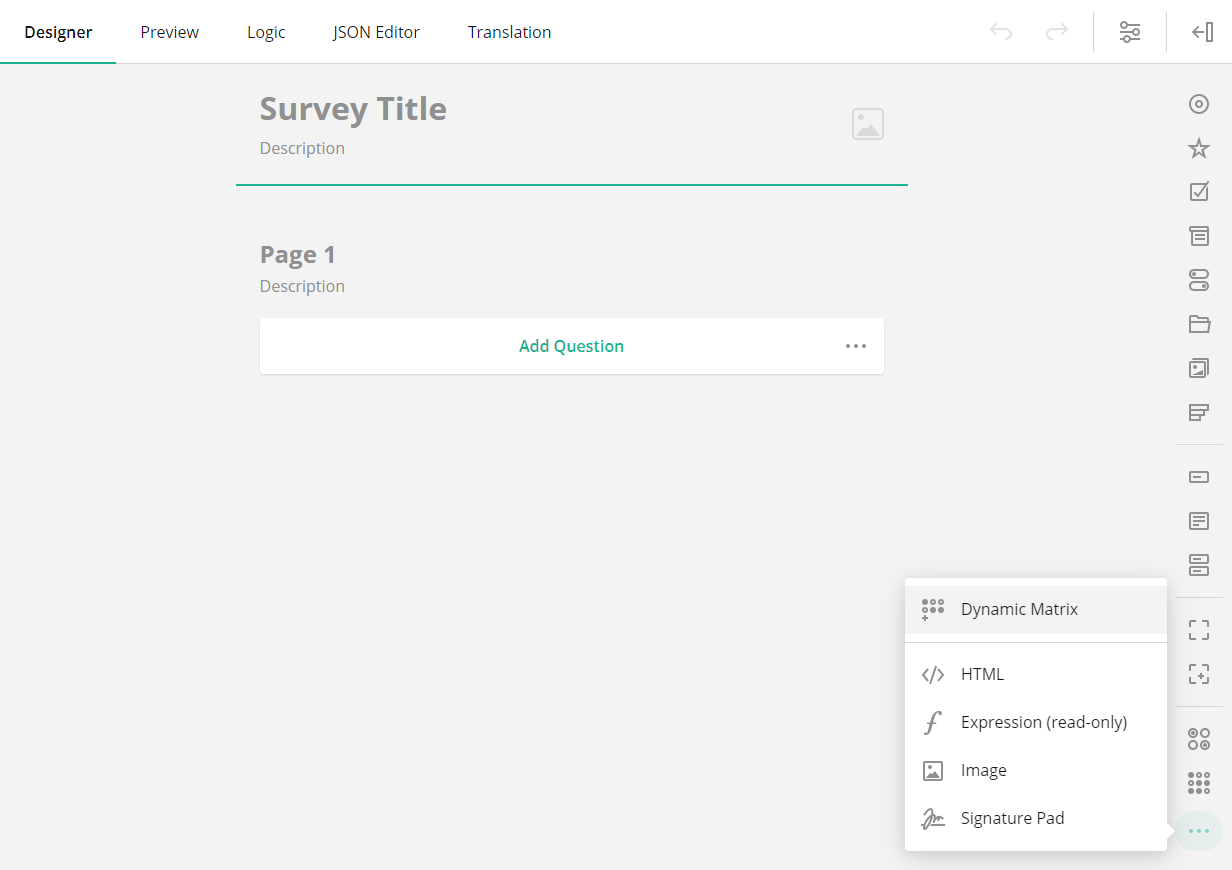 Designer Preview Logic JSON Editor Translation
Survey Title
Description
Page 1
Description
Add Question
Dynamic Matrix
HTML
Expression (read-only)
Image
Signature Pad